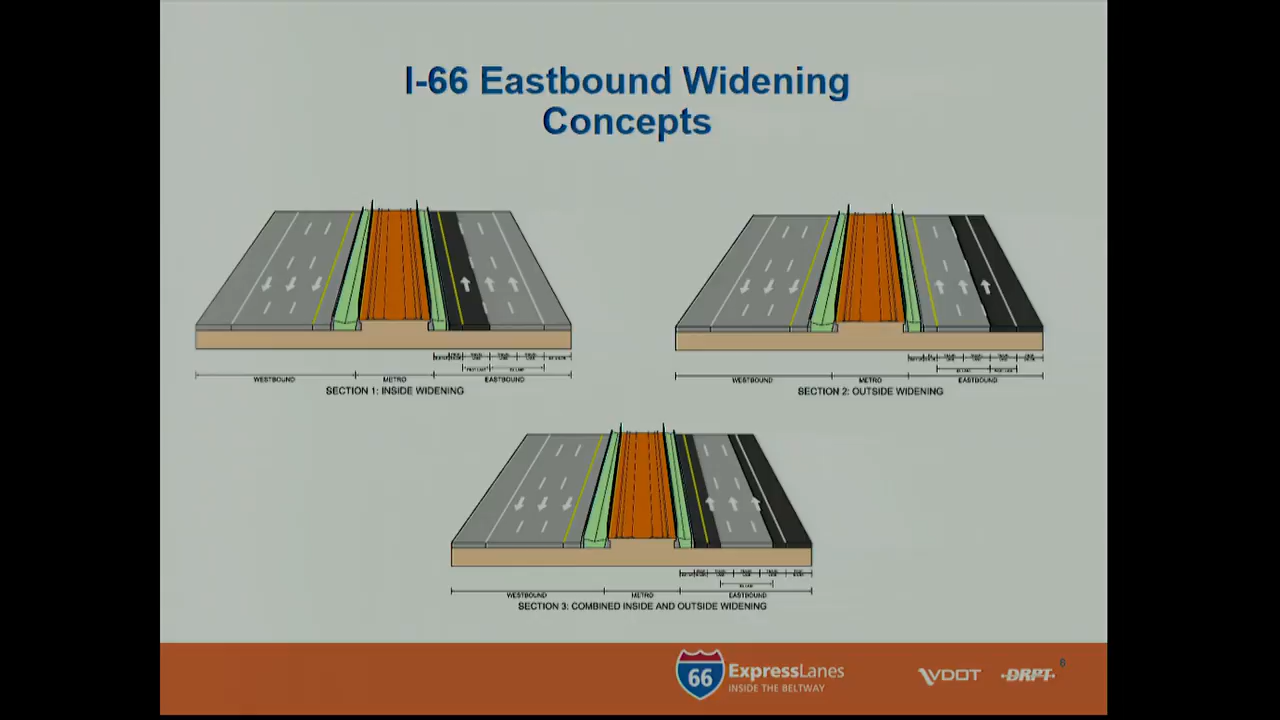 I-66 Eastbound Widening
Concepts
WESTBOUND METRO EASTBOUND
SECTION 1: INSIDE WIDENING
WESTBOUND METRO EASTBOUND
SECTION 2: OUTSIDE WIDENING
WESTBOUND METRO EASTBOUND
SECTION 3: COMBINED INSIDE AND OUTSIDE WIDENING
66 ExpressLanes
INSIDE THE BELTWAY
VDOT DRPT 6